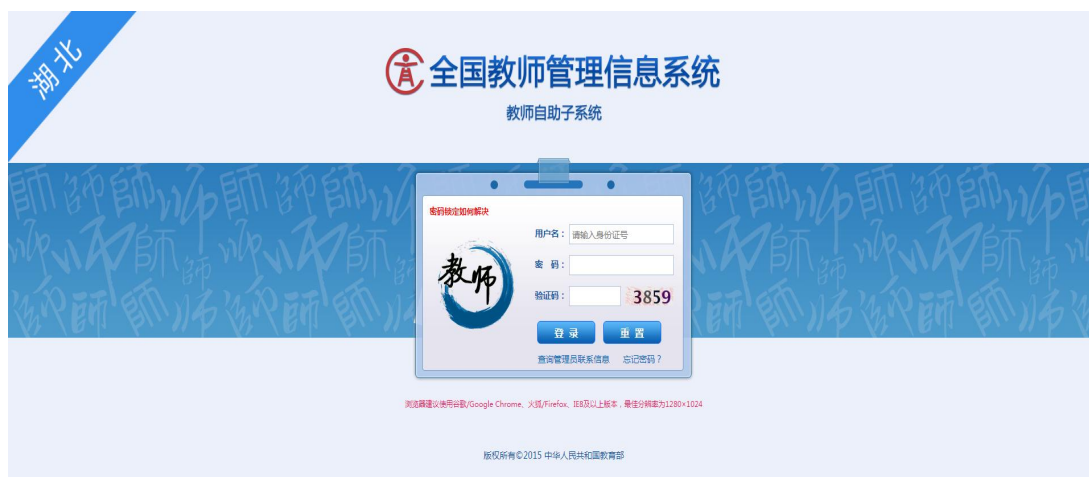 湖北
全国教师管理信息系统
教师自助子系统
密码锁定如何解决
用户名： 请输入身份证号
教师
密 码：
验证码： 3859
登 录 重 置
查询管理员联系信息 忘记密码？
浏览器建议使用谷歌/Google Chrome、火狐/Firefox、IE8及以上版本，最佳分辨率为1280×1024
版权所有©2015 中华人民共和国教育部